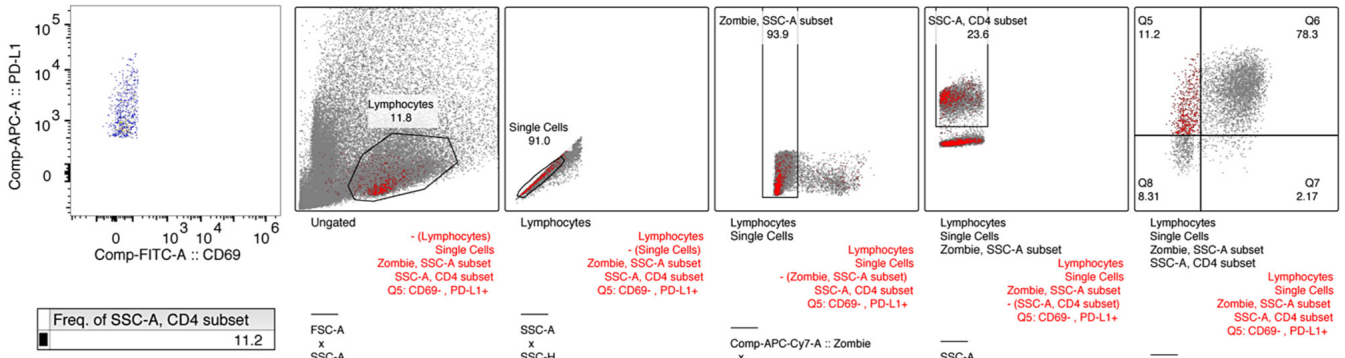 10^5
10^4
10^3
0
Comp-APC-A :: PD-L1
0 10^3 10^4 10^6
Comp-FITC-A :: CD69
Freq. of SSC-A, CD4 subset
11.2
Lymphocytes
11.8
Ungated
- (Lymphocytes)
Single Cells
Zombie, SSC-A subset
SSC-A, CD4 subset
Q5: CD69- , PD-L1+
FSC-A
x
SSC-A
Single Cells
91.0
Lymphocytes
Lymphocytes
- (Single Cells)
Zombie, SSC-A subset
SSC-A, CD4 subset
Q5: CD69- , PD-L1+
SSC-A
x
SSC-H
Zombie, SSC-A subset
93.9
Lymphocytes
Single Cells
Lymphocytes
Single Cells
- (Zombie, SSC-A subset)
SSC-A, CD4 subset
Q5: CD69- , PD-L1+
Comp-APC-Cy7-A :: Zombie
x
SSC-A, CD4 subset
23.6
Lymphocytes
Single Cells
Zombie, SSC-A subset
Lymphocytes
Single Cells
Zombie, SSC-A subset
- (SSC-A, CD4 subset)
Q5: CD69- , PD-L1+
SSC-A
Q5
11.2
Q6
78.3
Q8
8.31
Q7
2.17
Lymphocytes
Single Cells
Zombie, SSC-A subset
SSC-A, CD4 subset
Lymphocytes
Single Cells
Zombie, SSC-A subset
SSC-A, CD4 subset
Q5: CD69- , PD-L1+